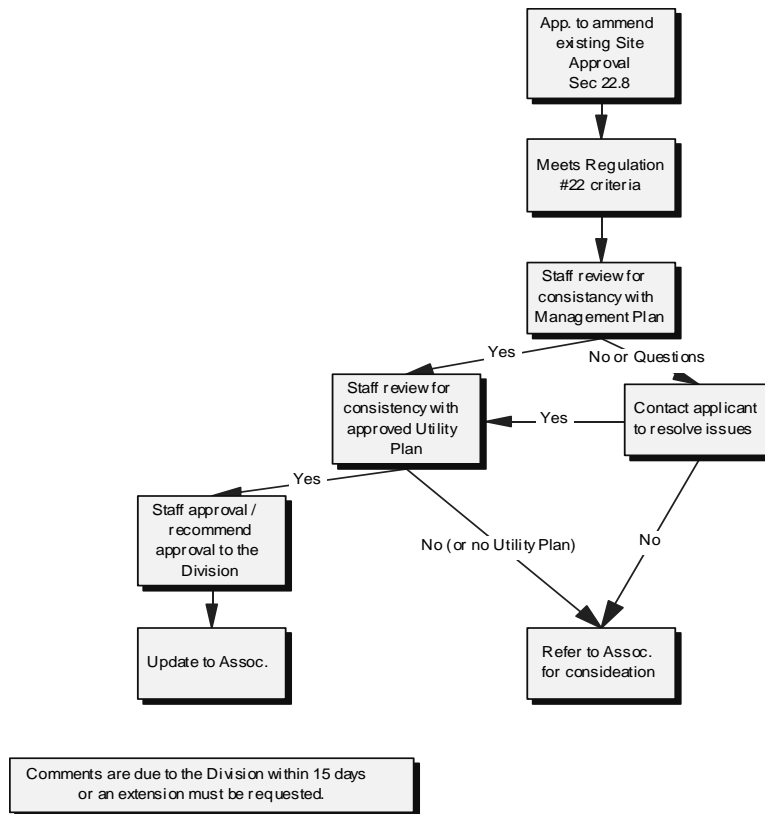 App. to ammend
existing Site
Approval
Sec 22.8
Meets Regulation
#22 criteria
Staff review for
consistancy with
Management Plan
Yes
No or Questions
Staff review for
consistency with
approved Utility
Plan
Yes
Contact applicant
to resolve issues
Yes
Staff approval /
recommend
approval to the
Division
No (or no Utility Plan)
No
Update to Assoc.
Refer to Assoc.
for consideation
Comments are due to the Division within 15 days
or an extension must be requested.